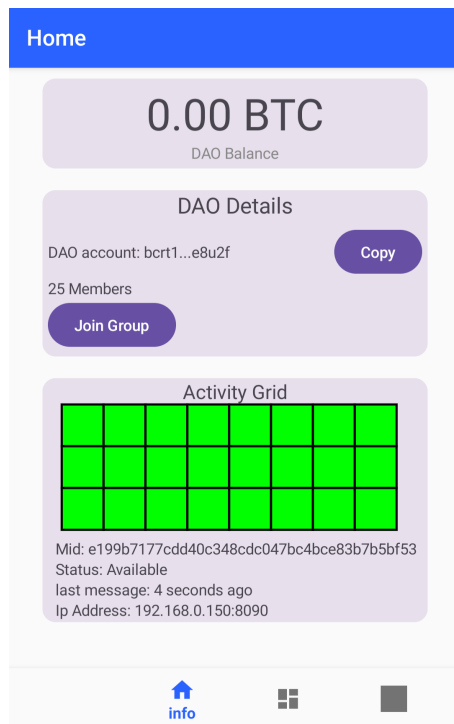 Home
0.00 BTC
DAO Balance
DAO Details
DAO account: bcrt1...e8u2f
Copy
25 Members
Join Group
Activity Grid
Mid: e199b7177cdd40c348cdc047bc4bce83b7b5bf53
Status: Available
last message: 4 seconds ago
Ip Address: 192.168.0.150:8090
info